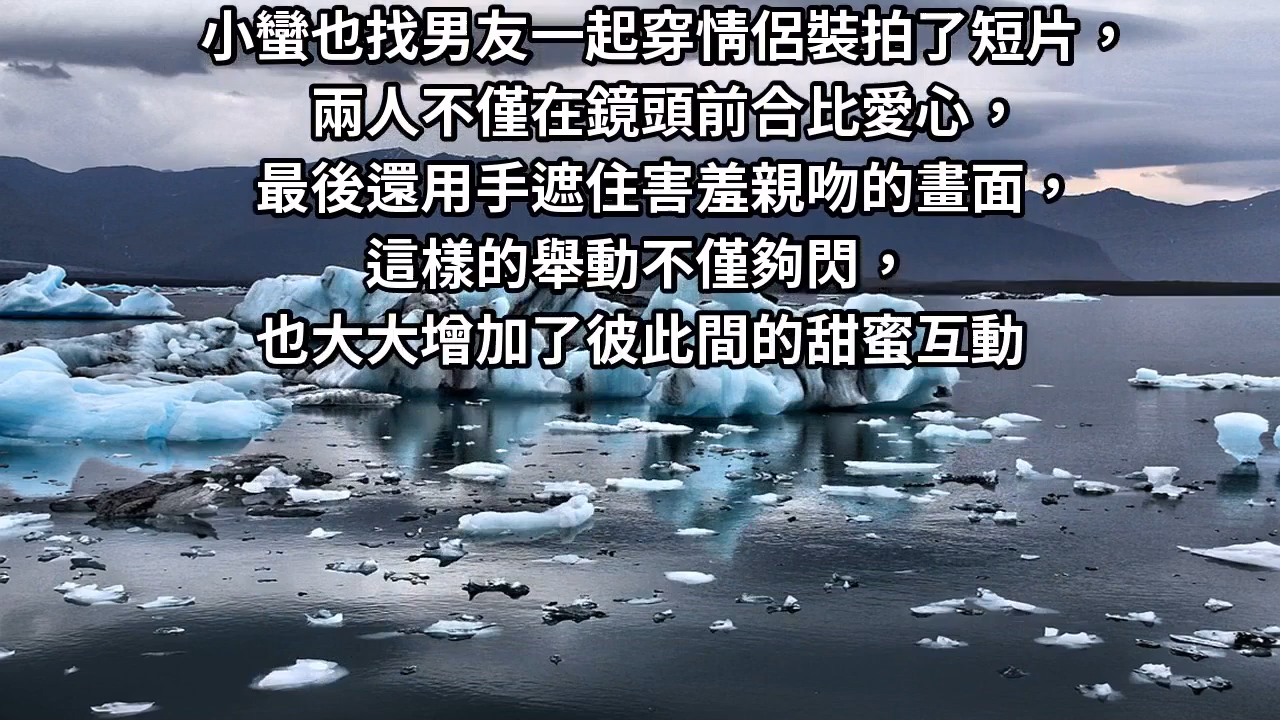 小蠻也找男友一起穿情侶裝拍了短片，
兩人不僅在鏡頭前合比愛心，
最後還用手遮住害羞親吻的畫面，
這樣的舉動不僅夠閃，
也大大增加了彼此間的甜蜜互動